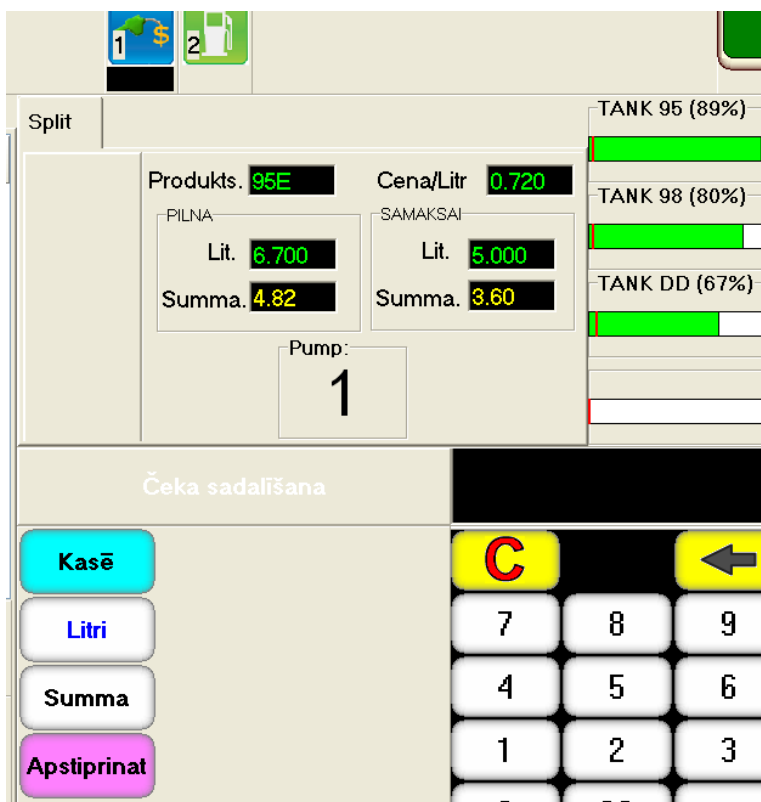 1 $
2
Split
TANK 95 (89%)
Produkts. 95E Cena/Litr 0.720
TANK 98 (80%)
PILNA SAMAKSAI
Lit. 6.700 Lit. 5.000
TANK DD (67%)
Summa. 4.82 Summa. 3.60
Pump:
1
Čeka sadalīšana
Kasē C
Litri 7 8 9
Summa 4 5 6
Apstiprinat 1 2 3